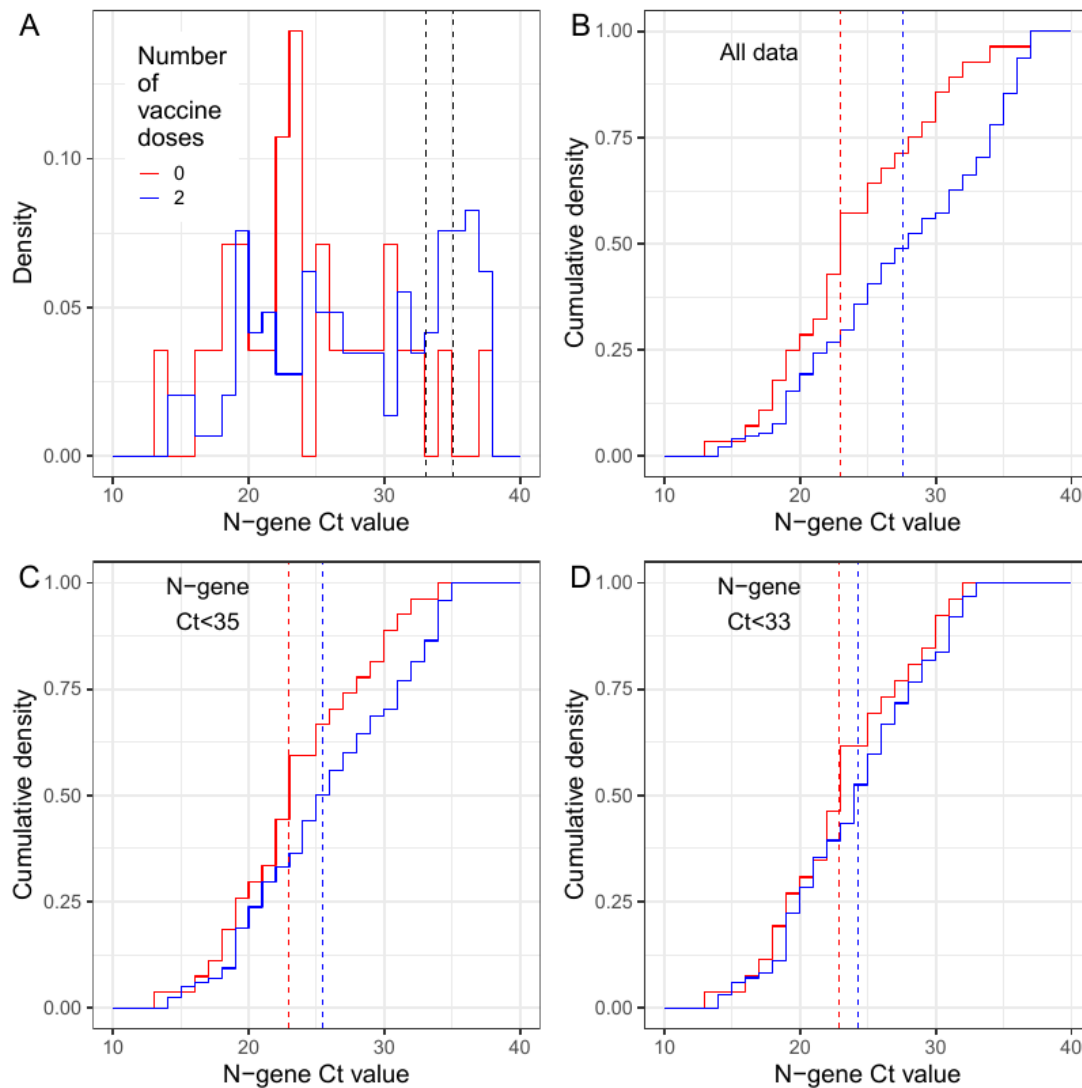 A
Number
of
vaccine
doses
0
2
0.10
0.05
0.00
Density
10
20
30
40
N−gene Ct value
B
All data
1.00
0.75
0.50
0.25
0.00
Cumulative density
10
20
30
40
N−gene Ct value
C
N−gene
Ct<35
1.00
0.75
0.50
0.25
0.00
Cumulative density
10
20
30
40
N−gene Ct value
D
N−gene
Ct<33
1.00
0.75
0.50
0.25
0.00
Cumulative density
10
20
30
40
N−gene Ct value